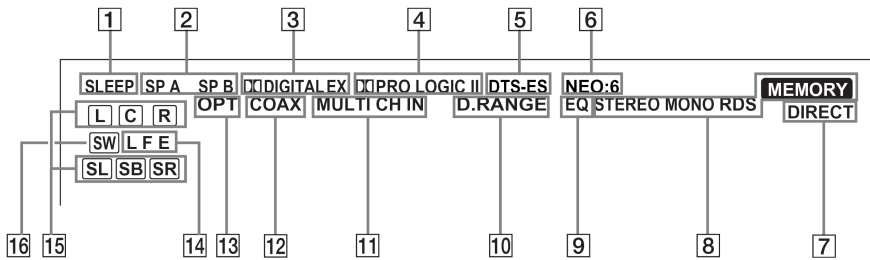 1 2 3 4 5 6
SLEEP SP A SP B DIGITAL EX PRO LOGIC II DTS-ES NEO:6 MEMORY
OPT COAX MULTI CH IN D.RANGE EQ STEREO MONO RDS DIRECT
L C R
SW L F E
SL SB SR
16 15 14 13 12 11 10 9 8 7